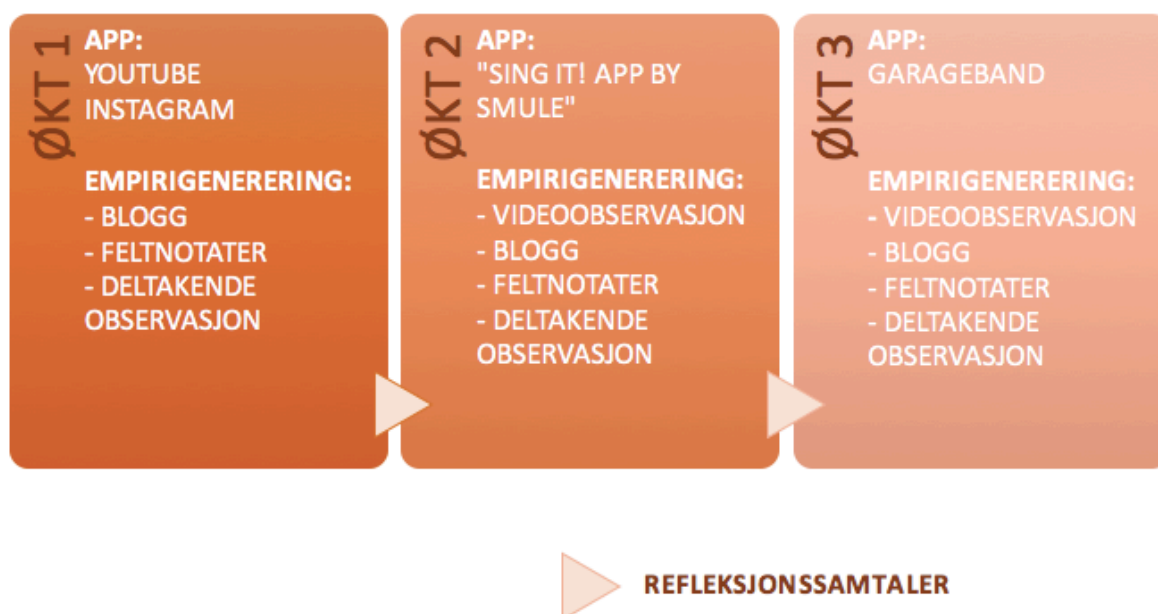 ØKT 1
APP:
YOUTUBE
INSTAGRAM
EMPIRIGENERERING:
- BLOGG
- FELTNOTATER
- DELTAKENDE
OBSERVASJON
ØKT 2
APP:
"SING IT! APP BY
SMULE"
EMPIRIGENERERING:
- VIDEOOBSERVASJON
- BLOGG
- FELTNOTATER
- DELTAKENDE
OBSERVASJON
ØKT 3
APP:
GARAGEBAND
EMPIRIGENERERING:
- VIDEOOBSERVASJON
- BLOGG
- FELTNOTATER
- DELTAKENDE
OBSERVASJON
REFLEKSJONSSAMTALER